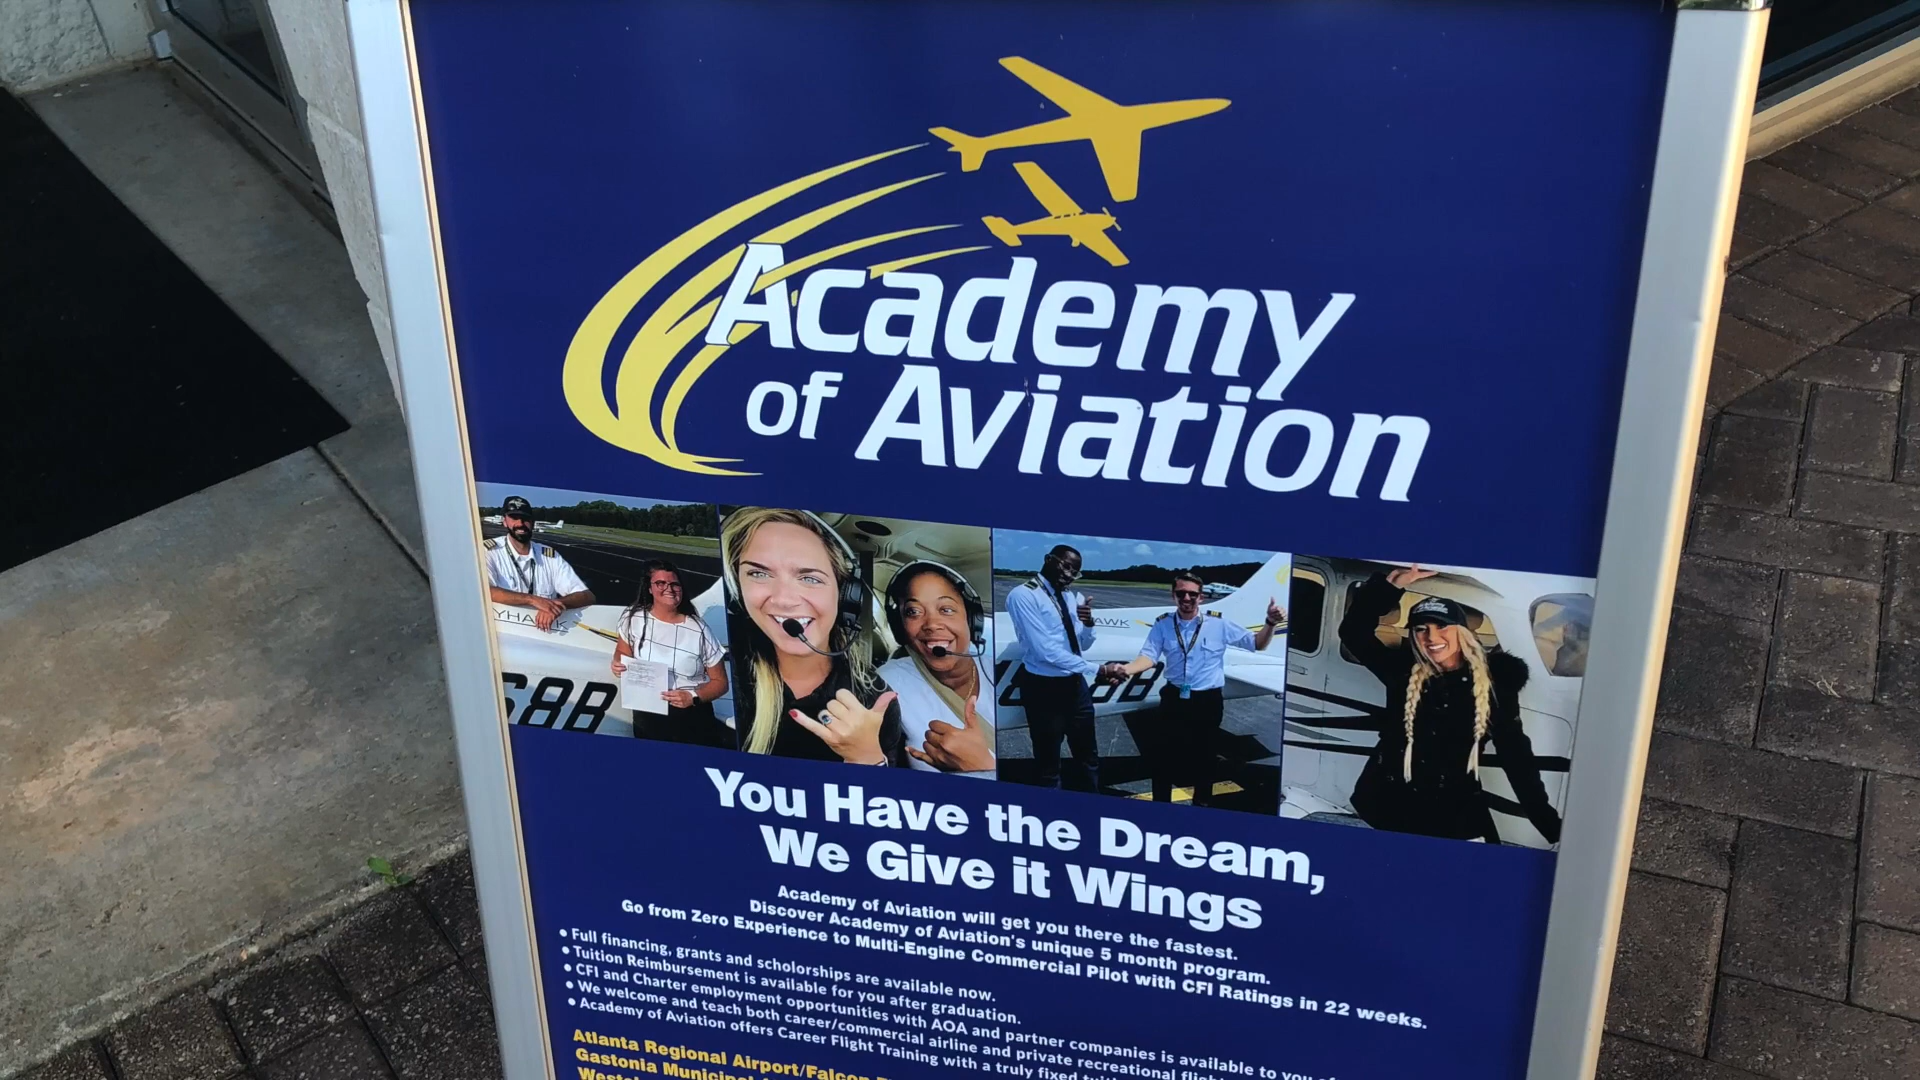 Academy
of Aviation
YHAWK
68B
AWK
You Have the Dream,
We Give it Wings
Academy of Aviation will get you there the fastest.
Discover Academy of Aviation's unique 5 month program.
Go from Zero Experience to Multi-Engine Commercial Pilot with CFI Ratings in 22 weeks.
• Full financing, grants and scholorships are available now.
• Tuition Reimbursement is available for you after graduation.
• CFI and Charter employment opportunities with AOA and partner companies is available to you
• We welcome and teach both career/commercial airline and private recreational
• Academy of Aviation offers Career Flight Training with a truly fixed
Atlanta Regional Airport/Falcon
Gastonia Municipal